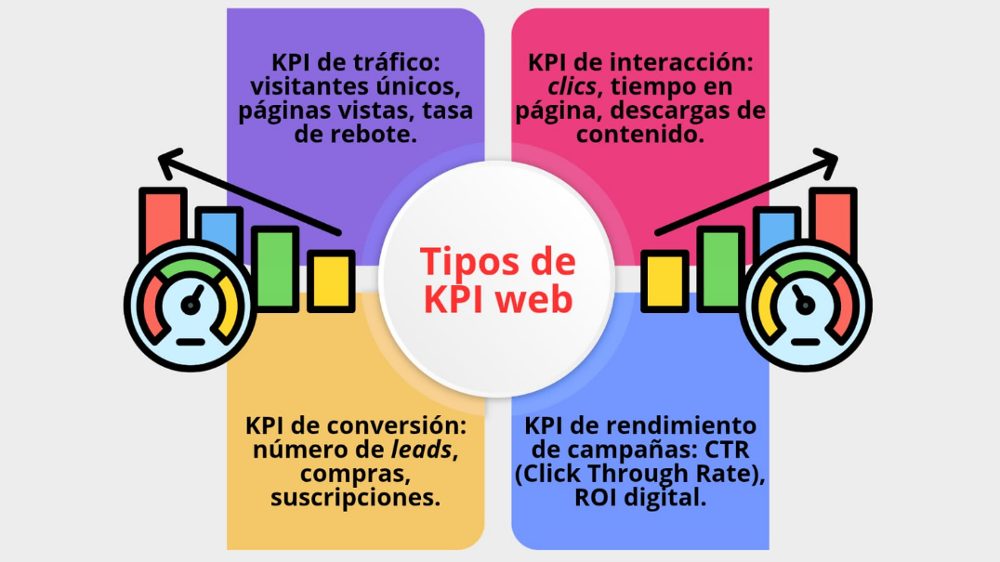 KPI de tráfico:
visitantes únicos,
páginas vistas, tasa
de rebote.
KPI de interacción:
clics, tiempo en
página, descargas de
contenido.
Tipos de
KPI web
KPI de conversión:
número de leads,
compras,
suscripciones.
KPI de rendimiento
de campañas: CTR
(Click Through Rate),
ROI digital.